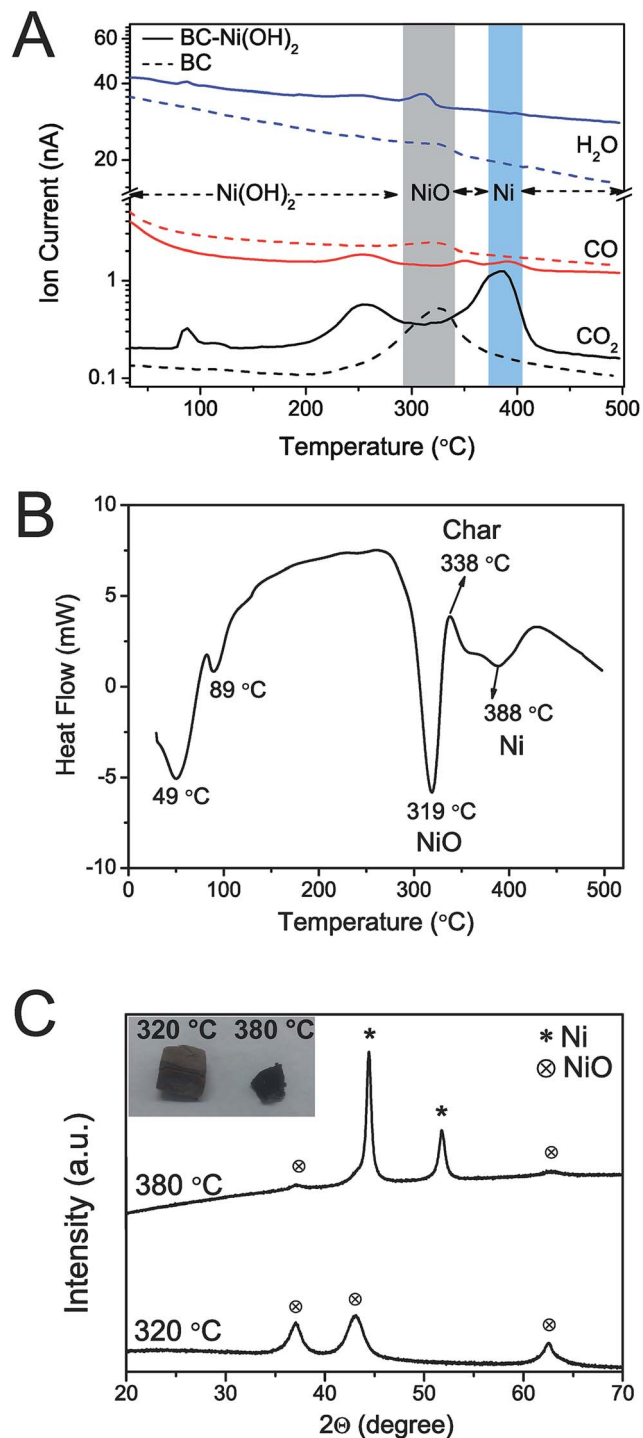 A
60
40
20
1
0.1
Ion Current (nA)
BC-Ni(OH)2
BC
H2O
Ni(OH)2
NiO
Ni
CO
CO2
100 200 300 400 500
Temperature (°C)
B
10
5
0
-5
-10
Heat Flow (mW)
Char
338 °C
89 °C
388 °C
Ni
49 °C
319 °C
NiO
0 100 200 300 400 500
Temperature (°C)
C
320 °C 380 °C
* Ni
⊗ NiO
*
*
⊗
⊗
380 °C
⊗
⊗
⊗
320 °C
Intensity (a.u.)
20 30 40 50 60 70
2Θ (degree)